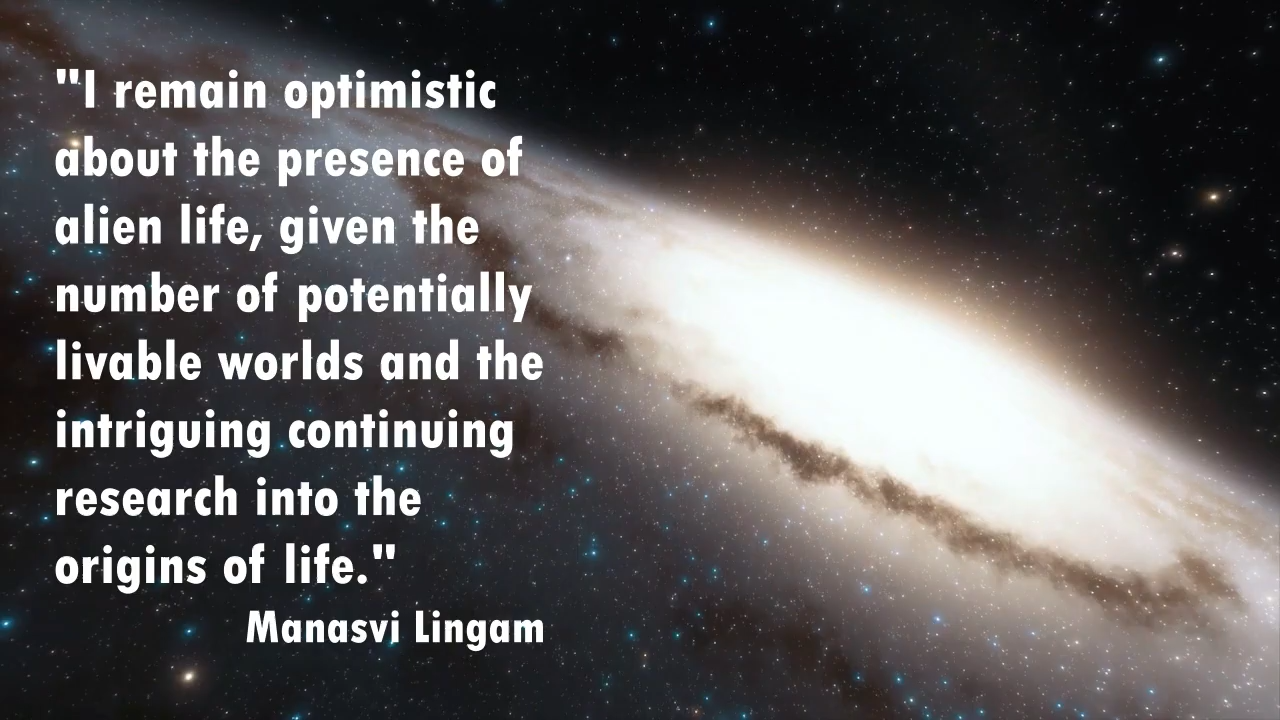 "I remain optimistic
about the presence of
alien life, given the
number of potentially
livable worlds and the
intriguing continuing
research into the
origins of life."
Manasvi Lingam